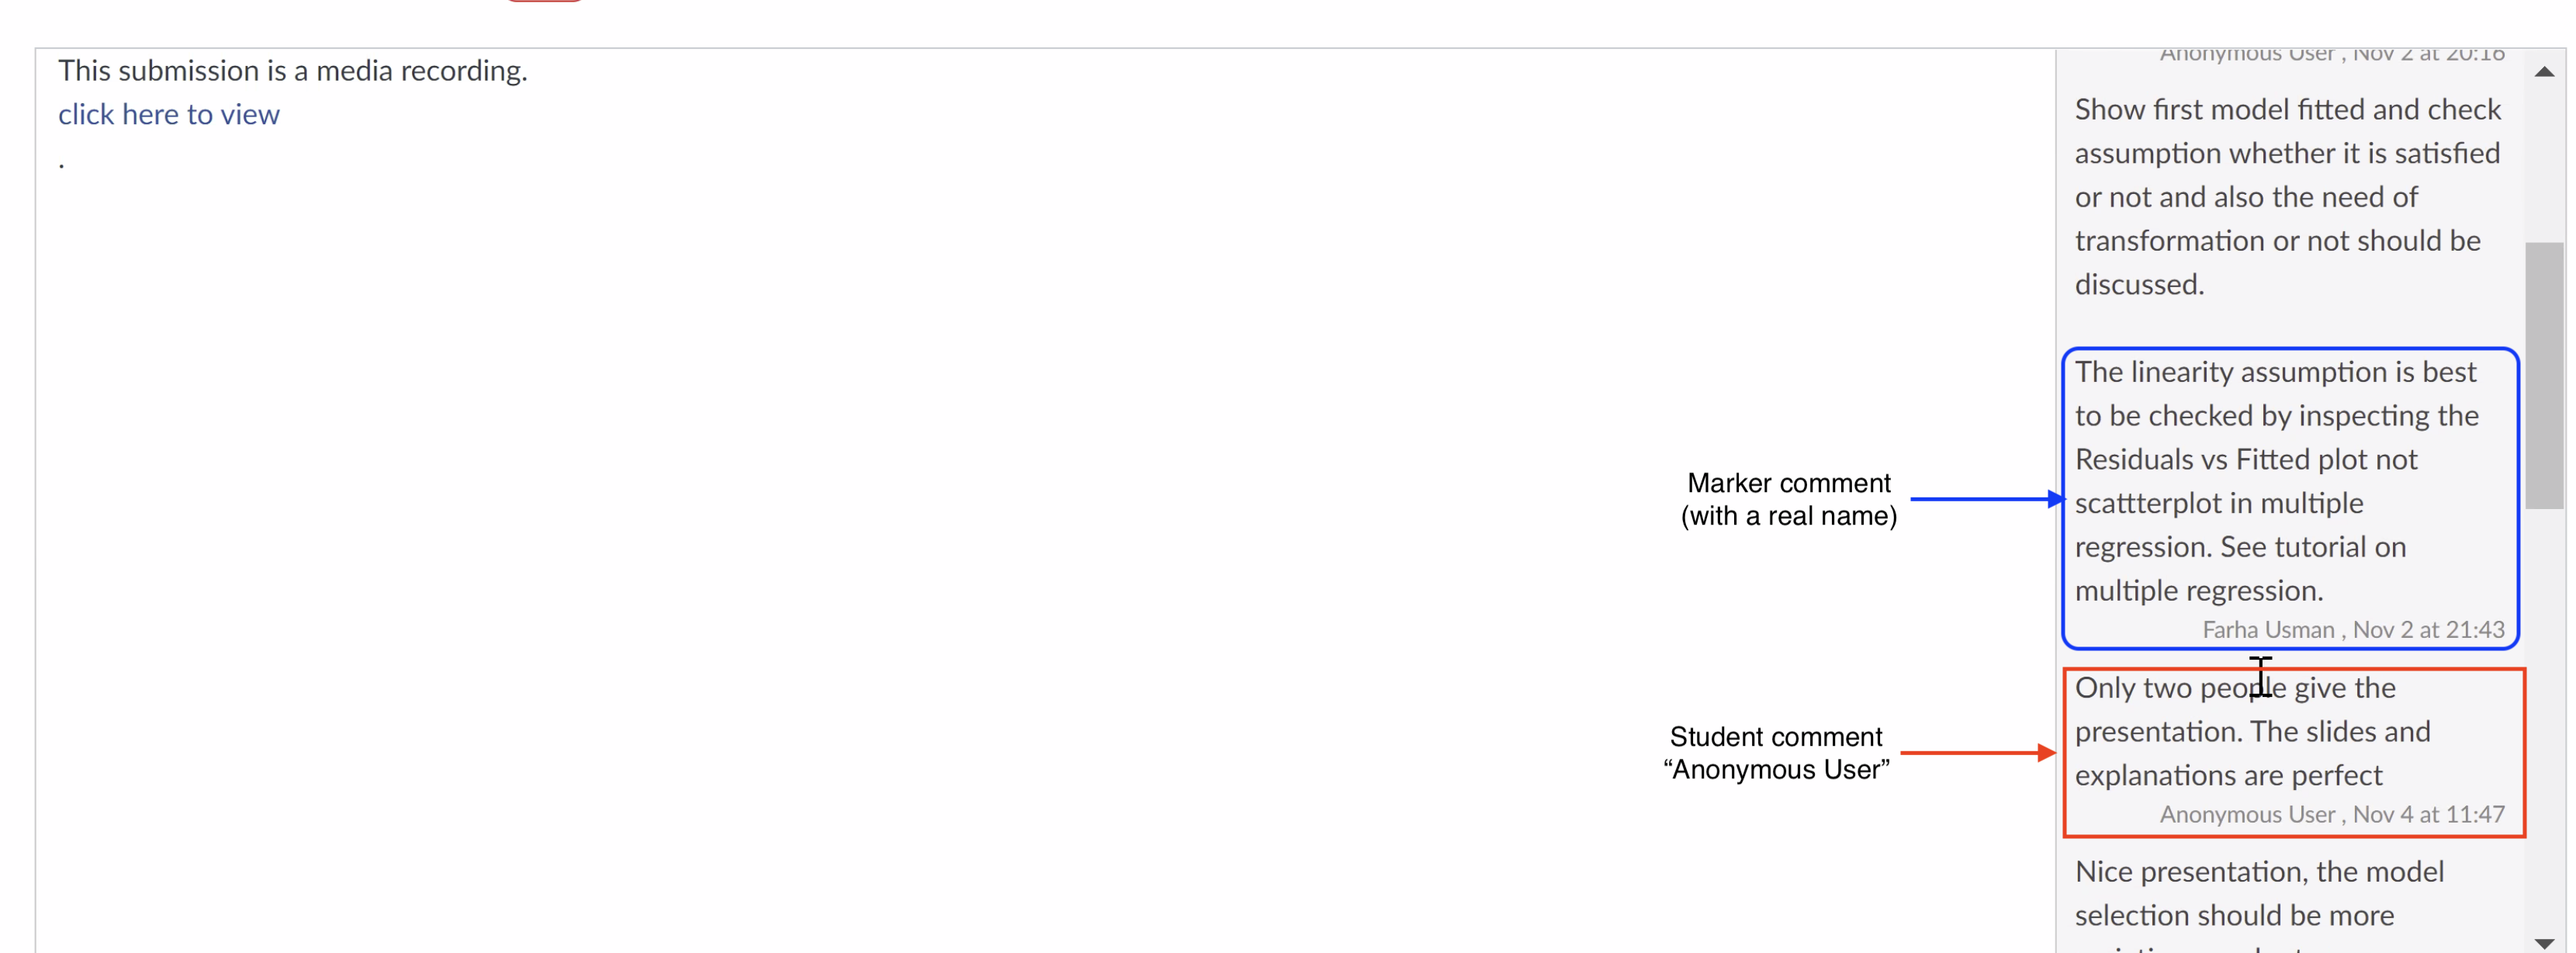 This submission is a media recording.
click here to view
.
Anonymous User , Nov 2 at 20:16
Show first model fitted and check
assumption whether it is satisfied
or not and also the need of
transformation or not should be
discussed.
Marker comment
(with a real name)
The linearity assumption is best
to be checked by inspecting the
Residuals vs Fitted plot not
scattterplot in multiple
regression. See tutorial on
multiple regression.
Farha Usman , Nov 2 at 21:43
Student comment
“Anonymous User”
Only two people give the
presentation. The slides and
explanations are perfect
Anonymous User , Nov 4 at 11:47
Nice presentation, the model
selection should be more